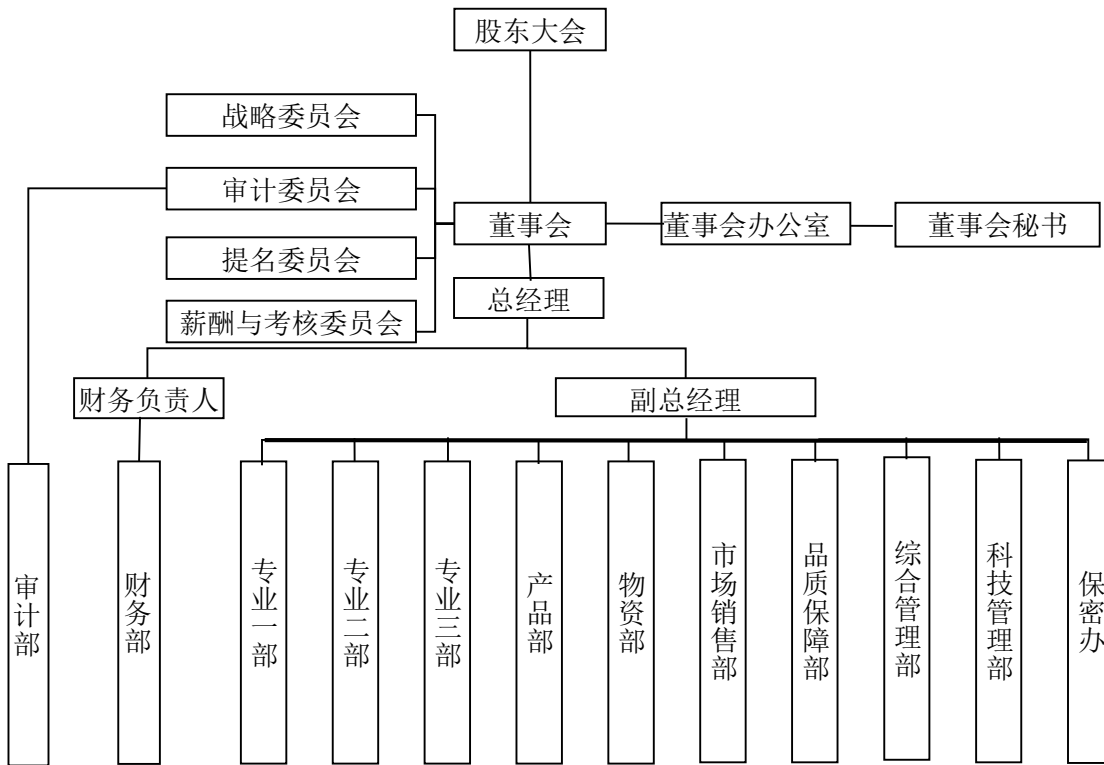 股东大会
战略委员会
审计委员会
董事会
董事会办公室
董事会秘书
提名委员会
总经理
薪酬与考核委员会
财务负责人
副总经理
审计部
财务部
专业一部
专业二部
专业三部
产品部
物资部
市场销售部
品质保障部
综合管理部
科技管理部
保密办